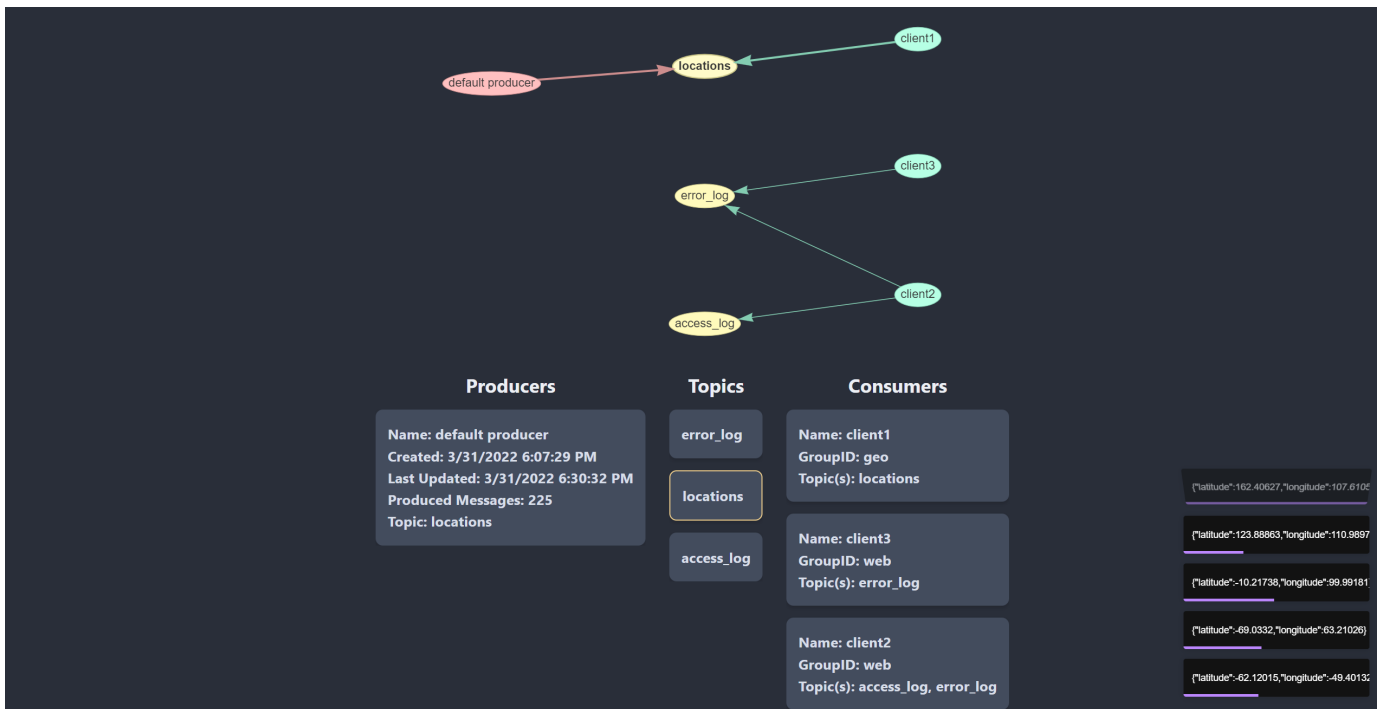 client1
locations
default producer
client3
error_log
client2
access_log
Producers
Topics
Consumers
Name: default producer
Created: 3/31/2022 6:07:29 PM
Last Updated: 3/31/2022 6:30:32 PM
Produced Messages: 225
Topic: locations
error_log
locations
access_log
Name: client1
GroupID: geo
Topic(s): locations
Name: client3
GroupID: web
Topic(s): error_log
Name: client2
GroupID: web
Topic(s): access_log, error_log
{"latitude":162.40627,"longitude":107.6105
{"latitude":123.88863,"longitude":110.9897
{"latitude":-10.21738,"longitude":99.99181
{"latitude":-69.0332,"longitude":63.21026}
{"latitude":-62.12015,"longitude":-49.40132